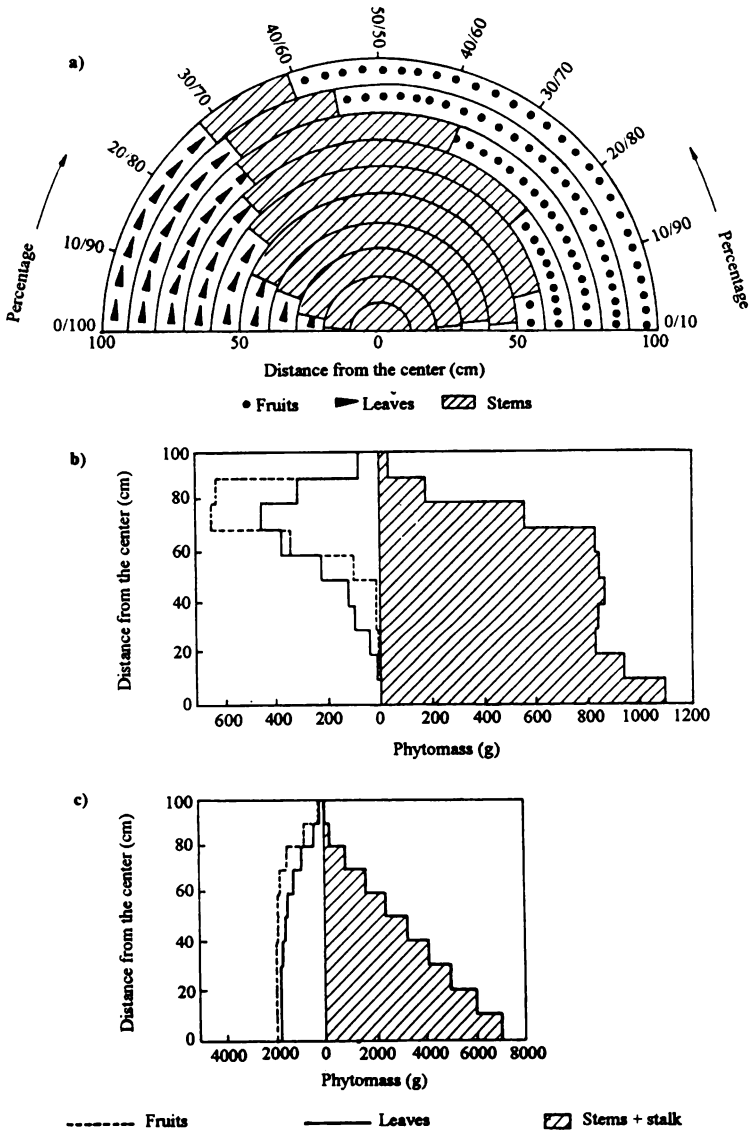 a)
50/50
40/60
40/60
30/70
30/70
20/80
20/80
10/90
10/90
Percentage
Percentage
0/100
0/10
100
50
0
50
100
Distance from the center (cm)
Fruits
Leaves
Stems
b)
Distance from the center (cm)
100
80
60
40
20
0
600
400
200
0
200
400
600
800
1000
1200
Phytomass (g)
c)
Distance from the center (cm)
100
80
60
40
20
0
4000
2000
0
2000
4000
6000
8000
Phytomass (g)
Fruits
Leaves
Stems + stalk